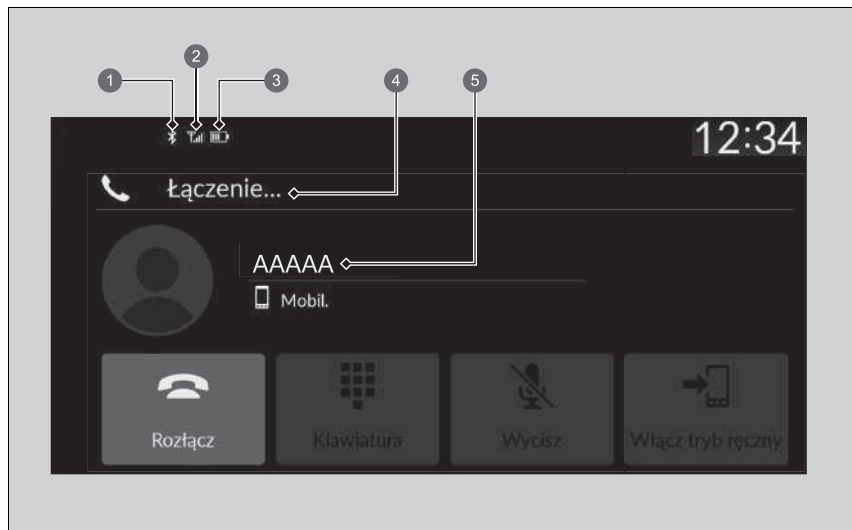 1 2 3 4 5
12:34
Łączenie...
AAAAA
Mobil.
Rozłącz Klawiatura Wycisz Włącz tryb ręczny